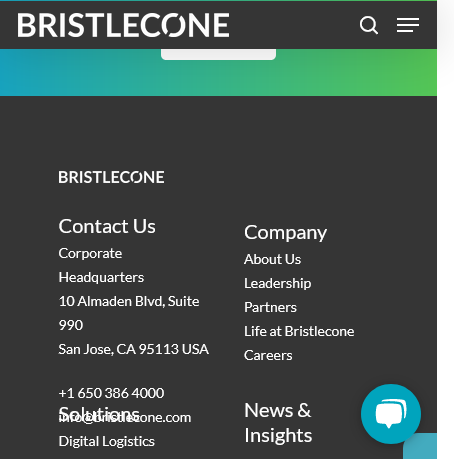 BRISTLECONE
BRISTLECONE
Contact Us
Corporate
Headquarters
10 Almaden Blvd, Suite
990
San Jose, CA 95113 USA
+1 650 386 4000
info@bristlecone.com
Solutions
Digital Logistics
Company
About Us
Leadership
Partners
Life at Bristlecone
Careers
News &
Insights